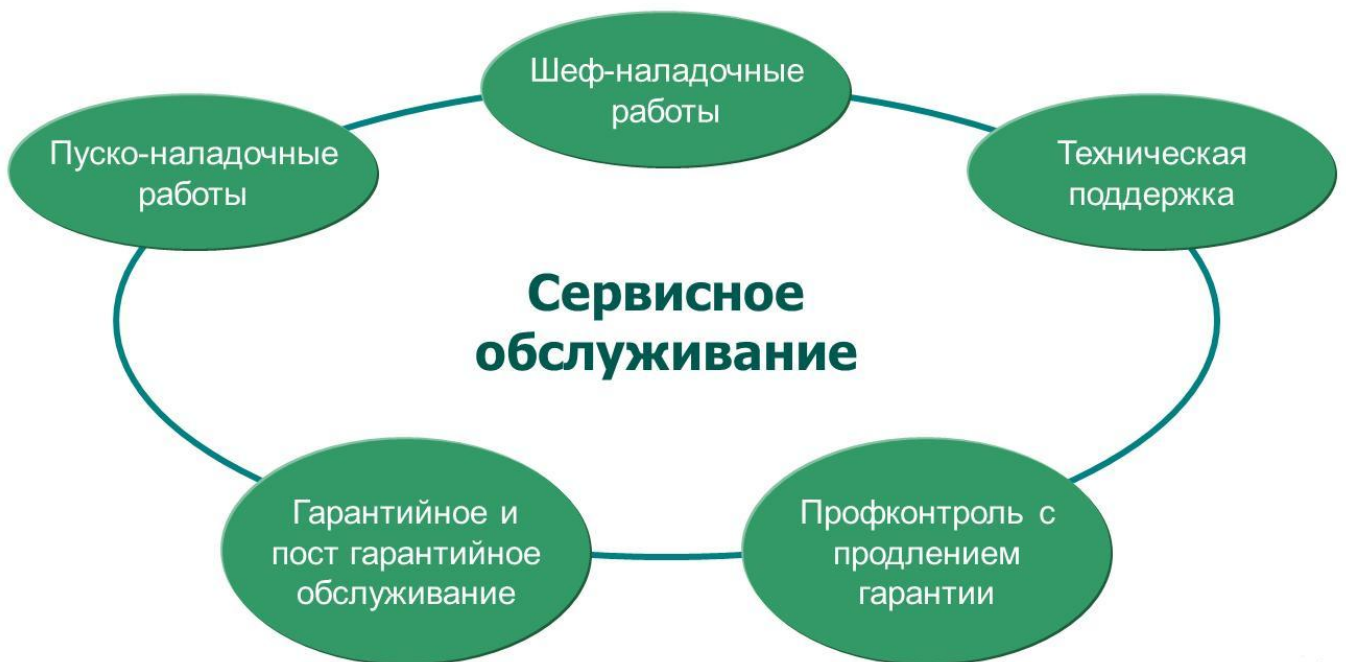 Шеф-наладочные
работы
Пуско-наладочные
работы
Техническая
поддержка
Сервисное
обслуживание
Гарантийное и
пост гарантийное
обслуживание
Профконтроль с
продлением
гарантии